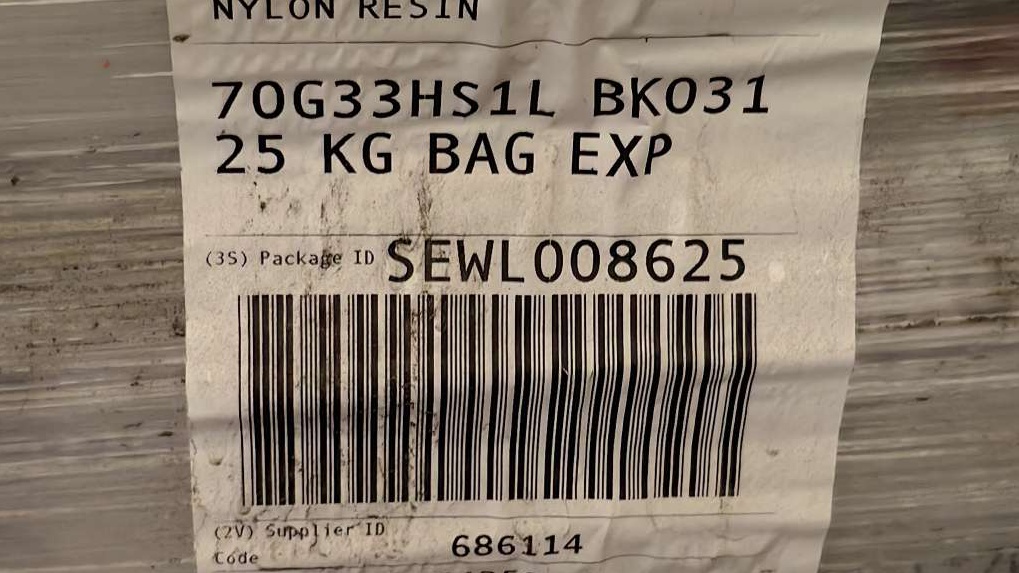 NYLON RESIN
70G33HS1L BK031
25 KG BAG EXP
(3S) Package ID SEWL008625
(2V) Supplier ID
Code 686114